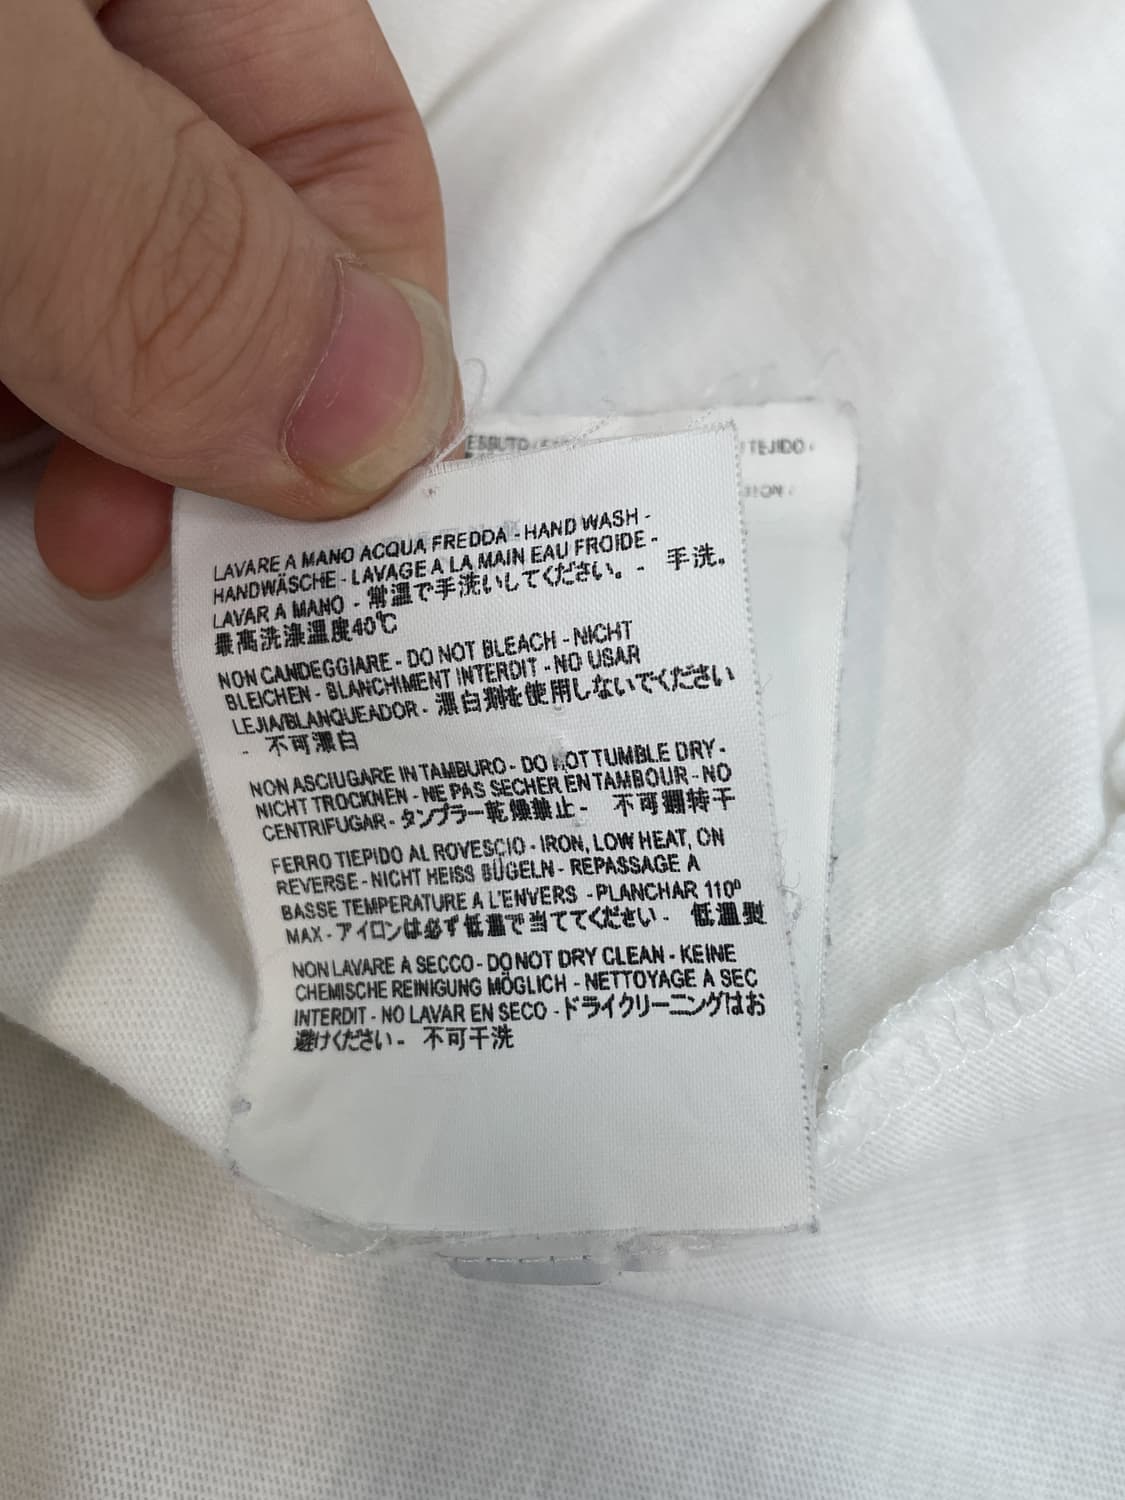 TEJIDO
LAVARE A MANO ACQUA FREDDA - HAND WASH -
HANDWÄSCHE - LAVAGE A LA MAIN EAU FROIDE -
LAVAR A MANO - 常温で手洗いしてください。 - 手洗。
最高洗涤温度40℃
NON CANDEGGIARE - DO NOT BLEACH - NICHT
BLEICHEN - BLANCHIMENT INTERDIT - NO USAR
LEJIA/BLANQUEADOR - 漂白剤を使用しないでください
- 不可漂白
NON ASCIUGARE IN TAMBURO - DO NOT TUMBLE DRY -
NICHT TROCKNEN - NE PAS SECHER EN TAMBOUR - NO
CENTRIFUGAR - タンブラー乾燥禁止 - 不可翻转干
FERRO TIEPIDO AL ROVESCIO - IRON, LOW HEAT, ON
REVERSE - NICHT HEISS BÜGELN - REPASSAGE A
BASSE TEMPERATURE A L'ENVERS - PLANCHAR 110º
MAX - アイロンは必ず低温で当ててください - 低温熨
NON LAVARE A SECCO - DO NOT DRY CLEAN - KEINE
CHEMISCHE REINIGUNG MÖGLICH - NETTOYAGE A SEC
INTERDIT - NO LAVAR EN SECO - ドライクリーニングはお
避けください - 不可干洗